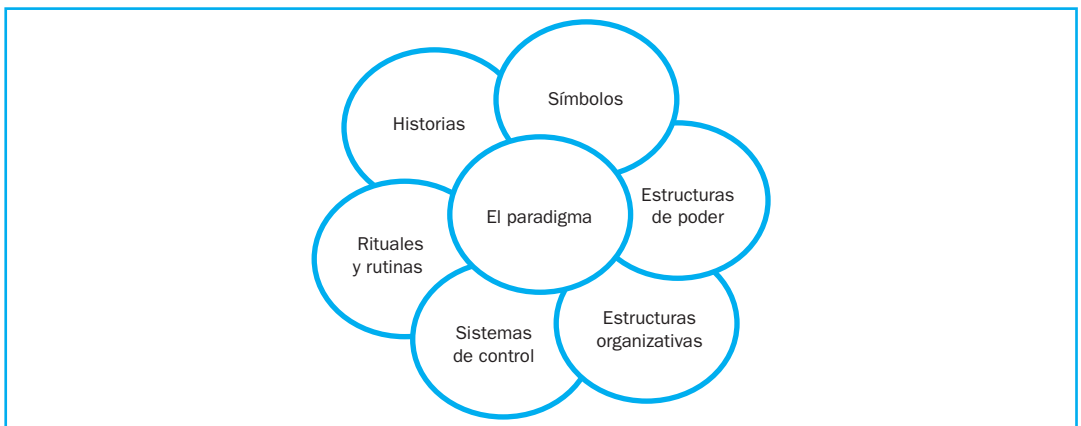 Símbolos
Historias
Estructuras
de poder
El paradigma
Rituales
y rutinas
Estructuras
organizativas
Sistemas
de control